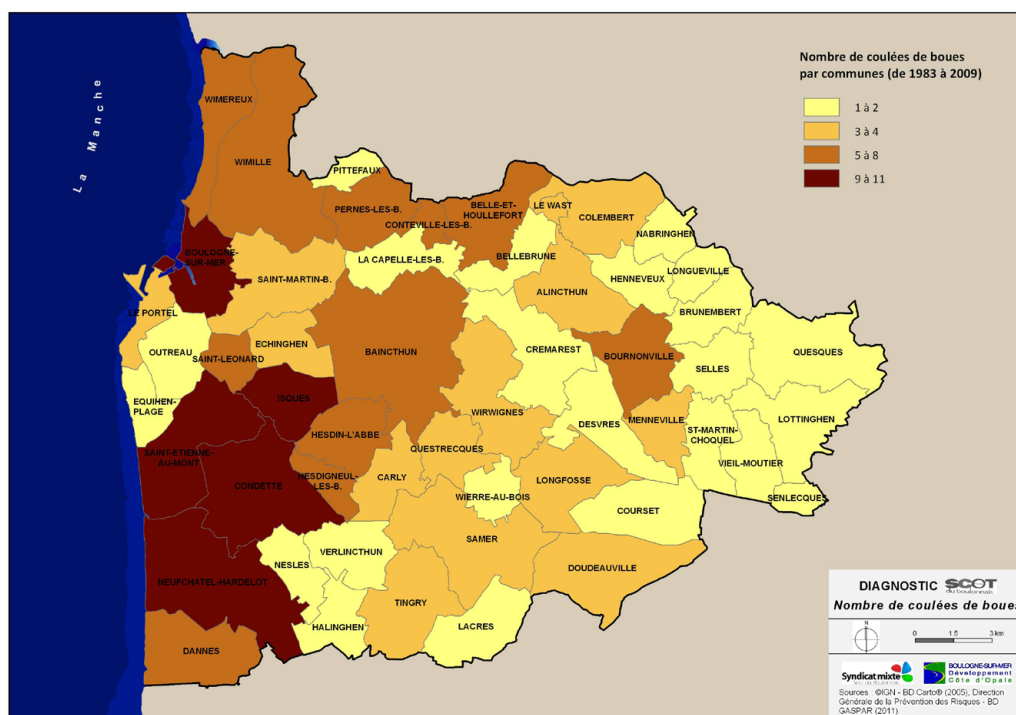 La Manche
Nombre de coulées de boues
par communes (de 1983 à 2009)
1 à 2
3 à 4
5 à 8
9 à 11
WIMEREUX
WIMILLE
PITTEFAUX
PERNES-LES-B.
CONTEVILLE-LES-B.
BELLE-ET-
HOULLEFORT
LE WAST
COLEMBERT
NABRINGHEN
BOULOGNE-
SUR-MER
SAINT-MARTIN-B.
LA CAPELLE-LES-B.
BELLEBRUNE
HENNEVEUX
LONGUEVILLE
ALINCTHUN
BRUNEMBERT
LE PORTEL
OUTREAU
SAINT-LEONARD
ECHINGHEN
BAINCTHUN
CREMAREST
BOURNONVILLE
SELLES
QUESQUES
EQUIHEN-
PLAGE
ISQUES
HESDIN-L'ABBE
WIRWIGNES
DESVRES
MENNEVILLE
ST-MARTIN-
CHOQUEL
LOTTINGHEN
SAINT-ETIENNE-
AU-MONT
CONDETTE
HESDIGNEUL-
LES-B.
CARLY
QUESTRECQUES
WIERRE-AU-BOIS
LONGFOSSE
VIEIL-MOUTIER
SENLECQUES
COURSET
SAMER
VERLINCTHUN
NESLES
NEUFCHATEL-HARDELOT
DOUDEAUVILLE
TINGRY
HALINGHEN
LACRES
DANNES
DIAGNOSTIC SCOT
du boulonnais
Nombre de coulées de boues
N
0 1.5 3 km
Syndicat mixte
BOULOGNE-SUR-MER
Développement
Côte d'Opale
Sources : ©IGN - BD Carto® (2005), Direction
Générale de la Prévention des Risques - BD
GASPAR (2011)